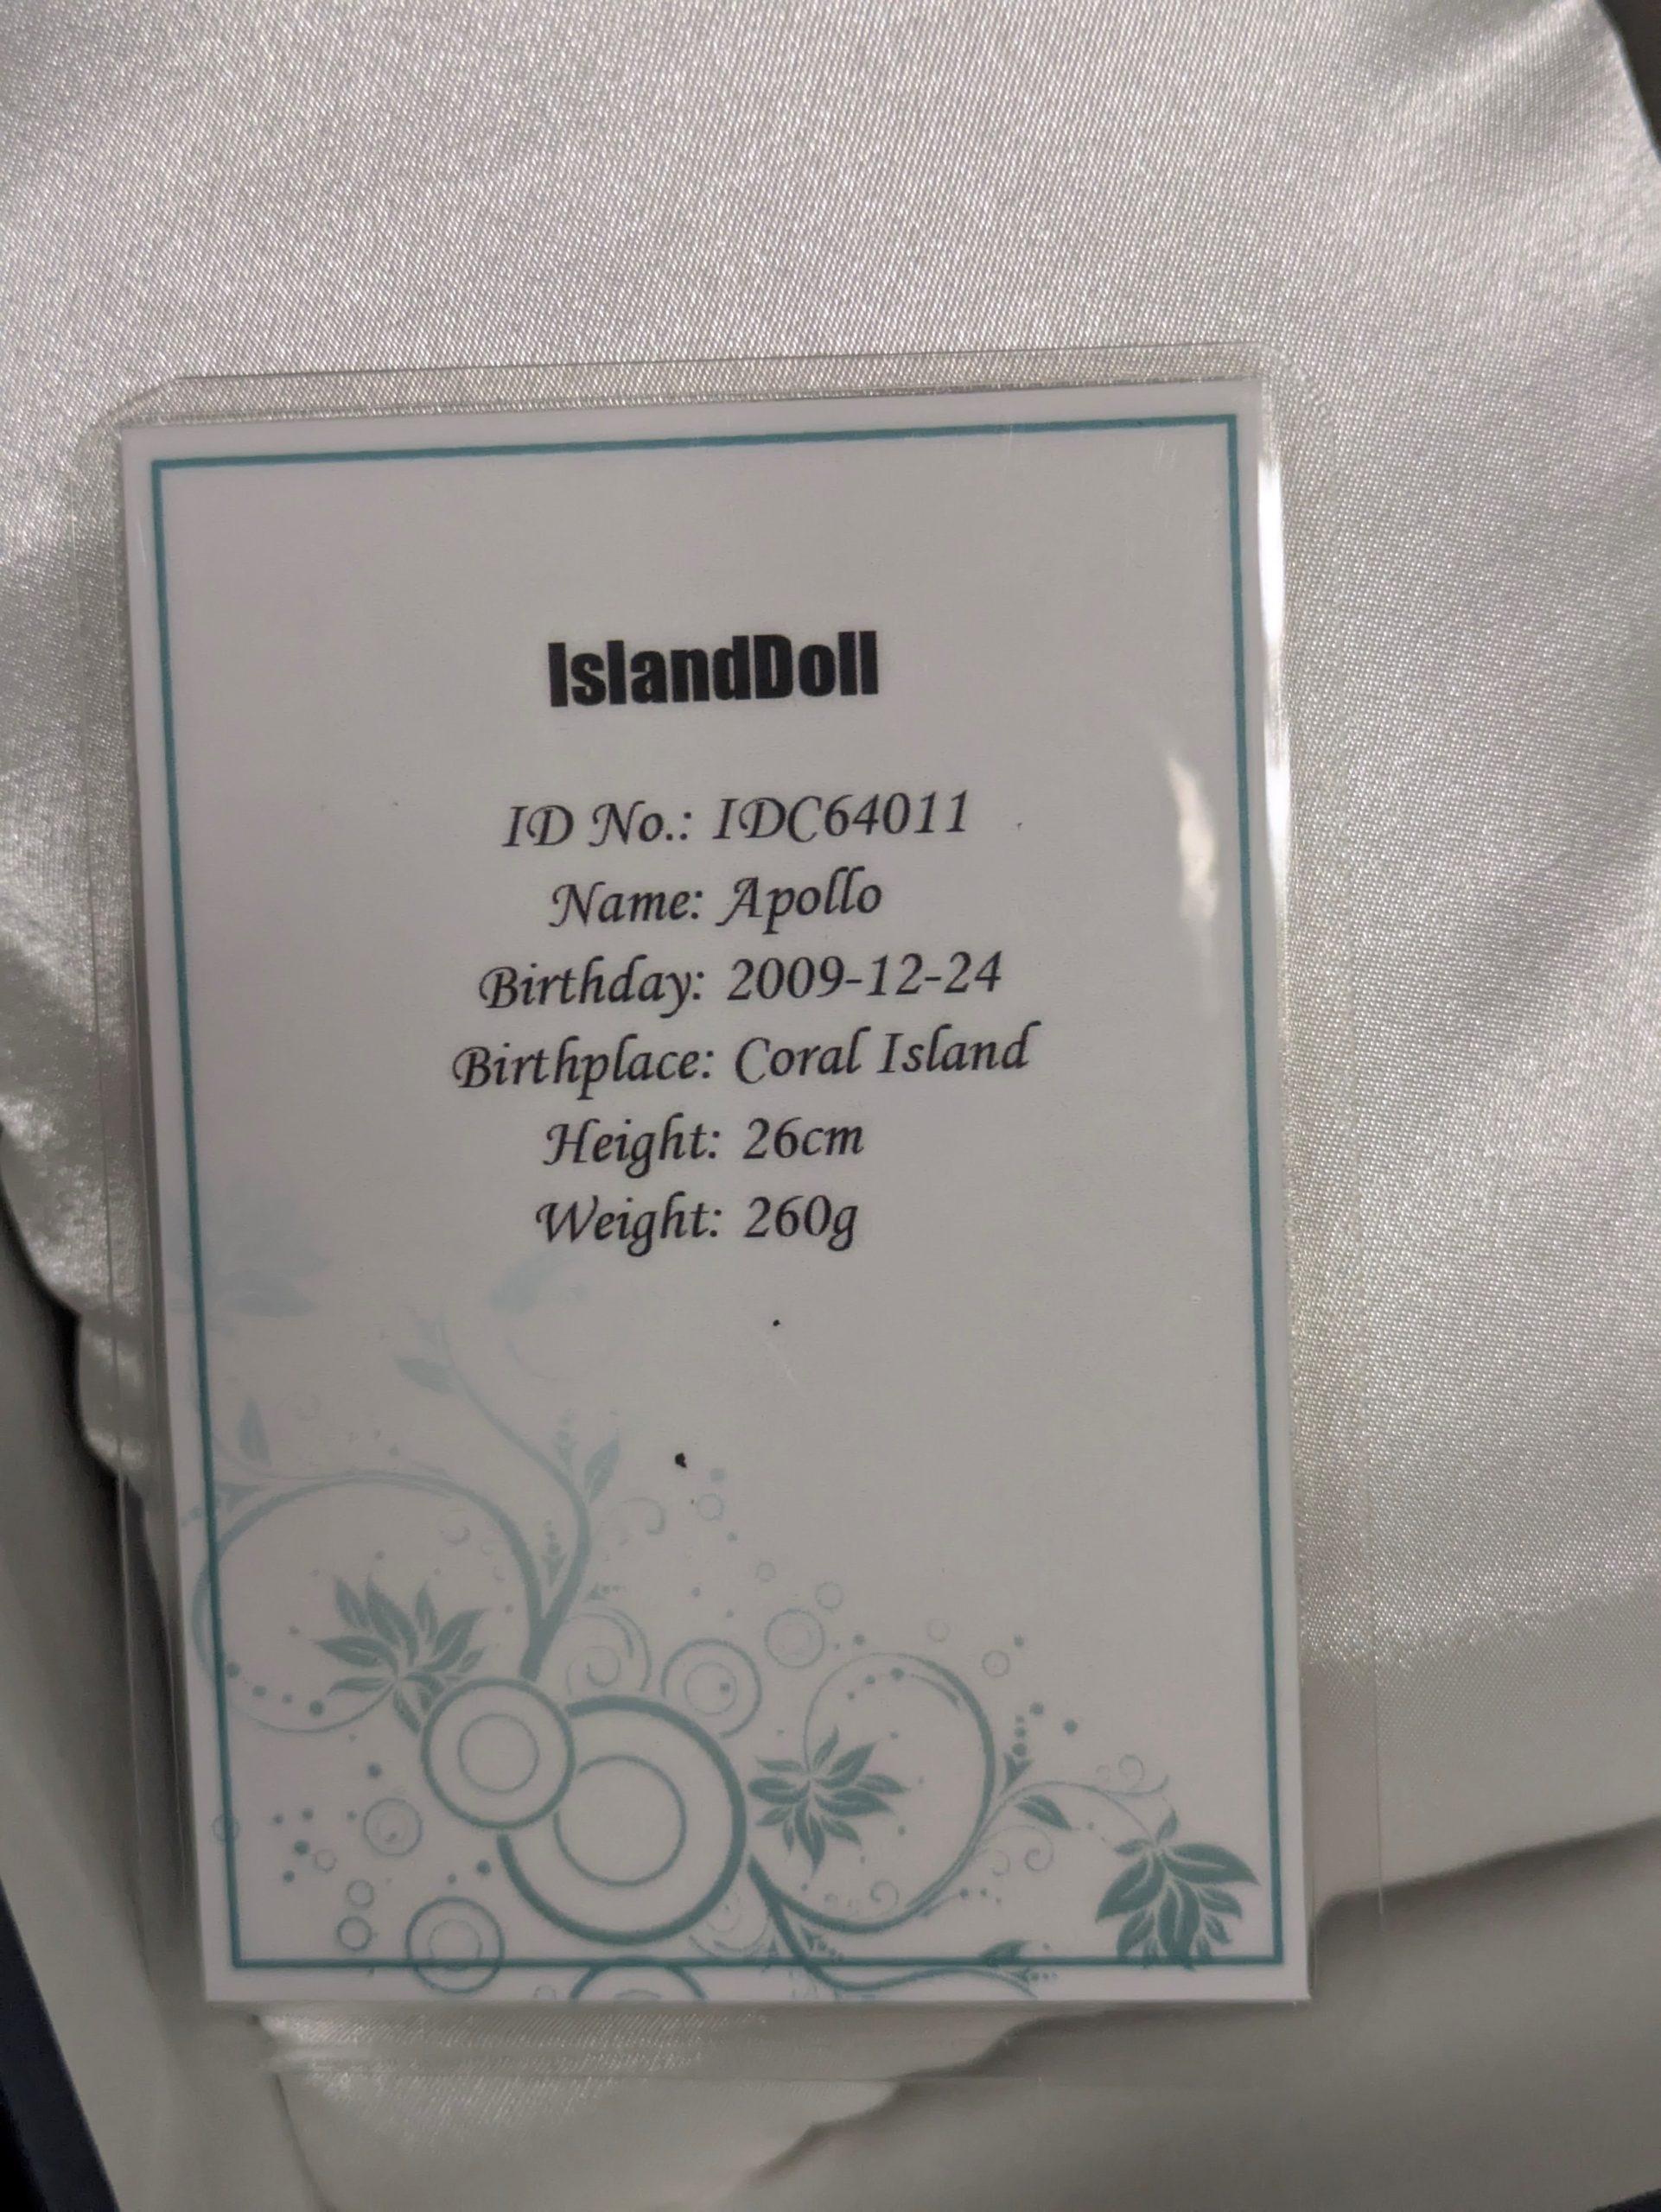 IslandDoll
ID No.: IDC64011
Name: Apollo
Birthday: 2009-12-24
Birthplace: Coral Island
Height: 26cm
Weight: 260g